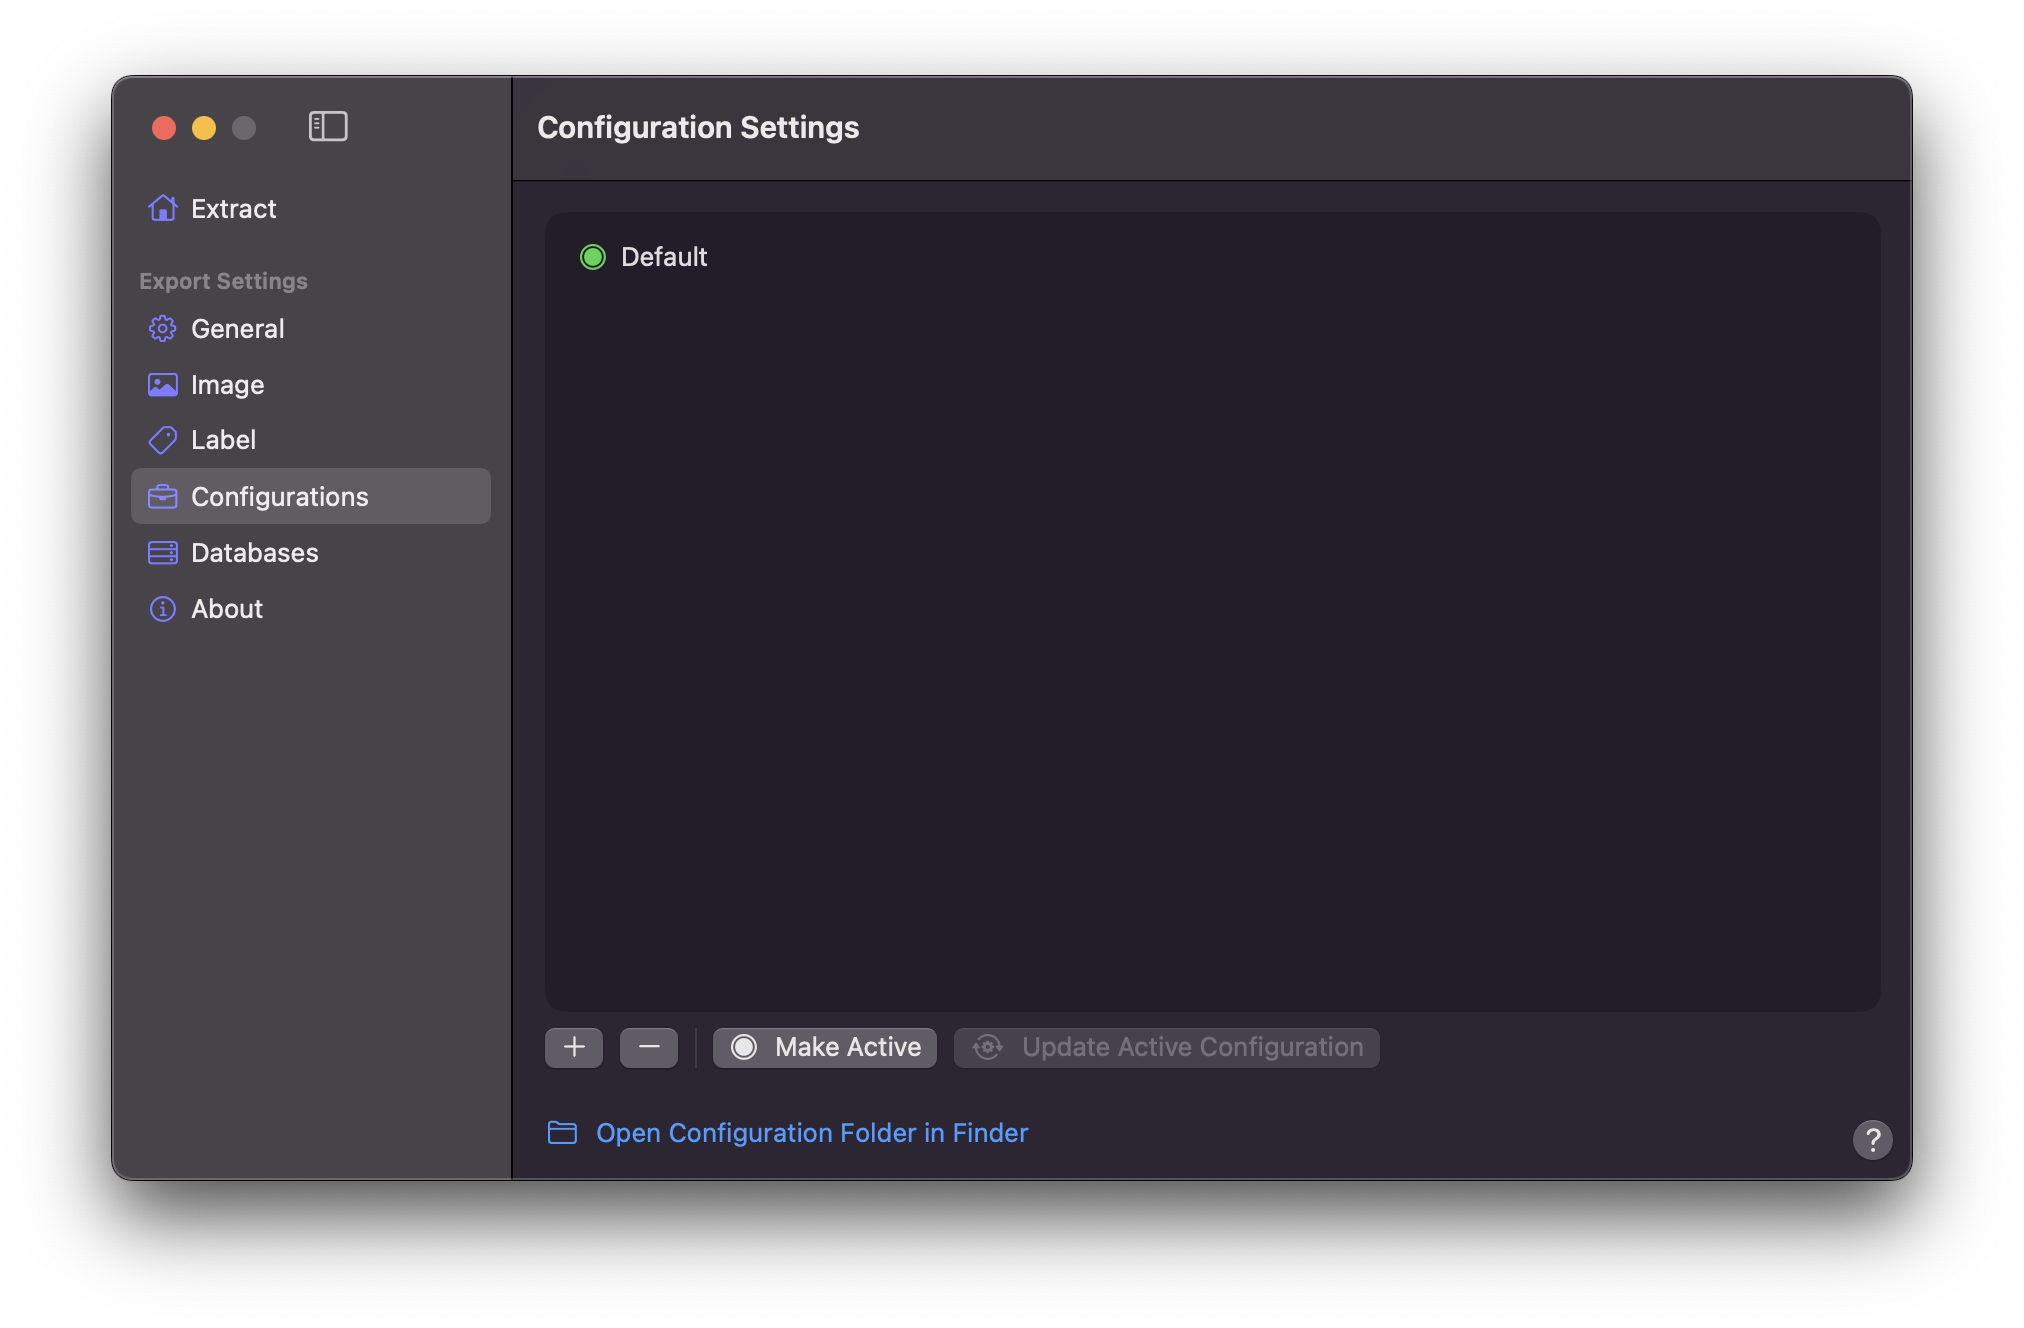 Extract
Export Settings
General
Image
Label
Configurations
Databases
About
Configuration Settings
Default
Make Active
Update Active Configuration
Open Configuration Folder in Finder
?